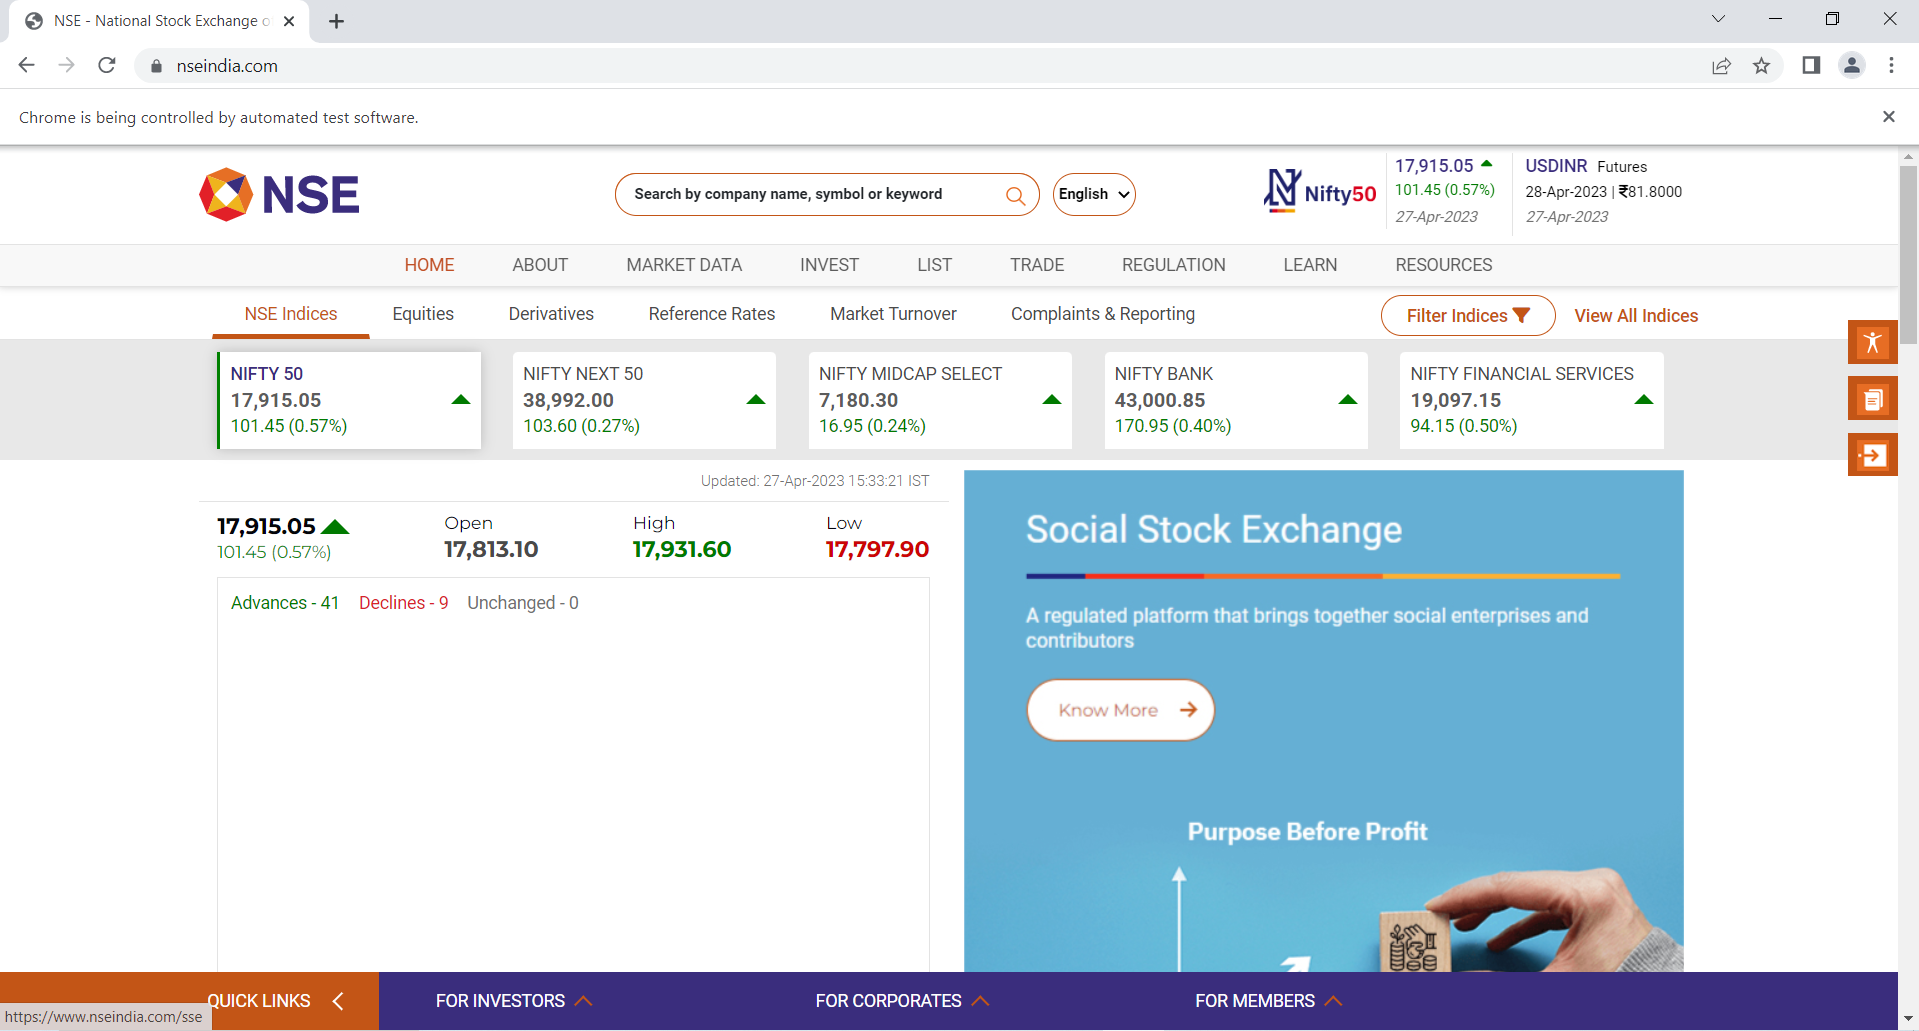 NSE - National Stock Exchange o
nseindia.com
Chrome is being controlled by automated test software.
NSE
Search by company name, symbol or keyword
English
Nifty50
17,915.05
101.45 (0.57%)
27-Apr-2023
USDINR Futures
28-Apr-2023 | ₹81.8000
27-Apr-2023
HOME ABOUT MARKET DATA INVEST LIST TRADE REGULATION LEARN RESOURCES
NSE Indices Equities Derivatives Reference Rates Market Turnover Complaints & Reporting Filter Indices View All Indices
NIFTY 50
17,915.05
101.45 (0.57%)
NIFTY NEXT 50
38,992.00
103.60 (0.27%)
NIFTY MIDCAP SELECT
7,180.30
16.95 (0.24%)
NIFTY BANK
43,000.85
170.95 (0.40%)
NIFTY FINANCIAL SERVICES
19,097.15
94.15 (0.50%)
Updated: 27-Apr-2023 15:33:21 IST
17,915.05
101.45 (0.57%)
Open
17,813.10
High
17,931.60
Low
17,797.90
Advances - 41 Declines - 9 Unchanged - 0
Social Stock Exchange
A regulated platform that brings together social enterprises and
contributors
Know More
Purpose Before Profit
QUICK LINKS FOR INVESTORS FOR CORPORATES FOR MEMBERS
https://www.nseindia.com/sse